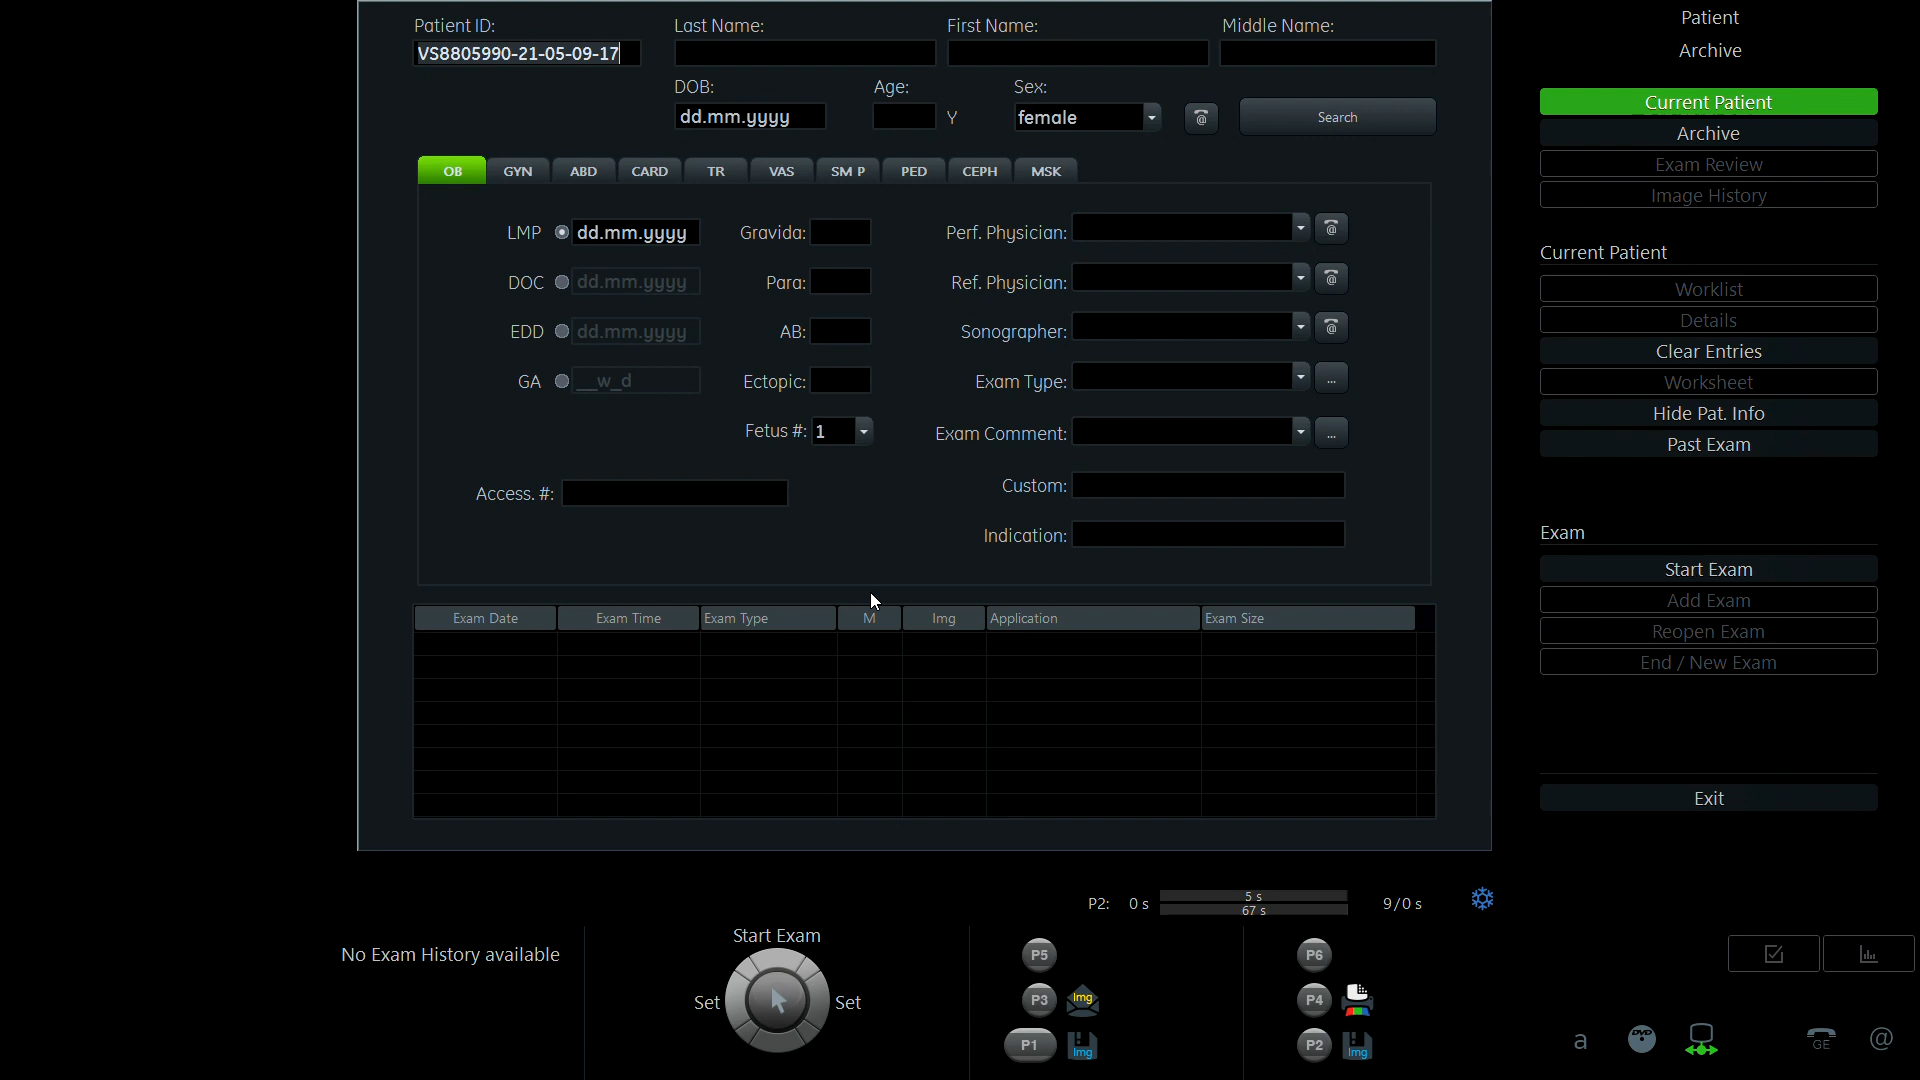 Patient ID: Last Name: First Name: Middle Name:
VS8805990-21-05-09-17
DOB: Age: Sex:
dd.mm.yyyy Y female @ Search
OB GYN ABD CARD TR VAS SM P PED CEPH MSK
LMP dd.mm.yyyy Gravida: Perf. Physician: @
DOC dd.mm.yyyy Para: Ref. Physician: @
EDD dd.mm.yyyy AB: Sonographer: @
GA __w_d Ectopic: Exam Type: ...
Fetus #: 1 Exam Comment: ...
Access. #: Custom:
Indication:
Exam Date Exam Time Exam Type M Img Application Exam Size
Patient
Archive
Current Patient
Archive
Exam Review
Image History
Current Patient
Worklist
Details
Clear Entries
Worksheet
Hide Pat. Info
Past Exam
Exam
Start Exam
Add Exam
Reopen Exam
End / New Exam
Exit
P2: 0 s 5 s 9/0 s
67 s
No Exam History available
Start Exam
Set Set
P5 P6
P3 Img P4
P1 Img P2 Img
a DVD GE @